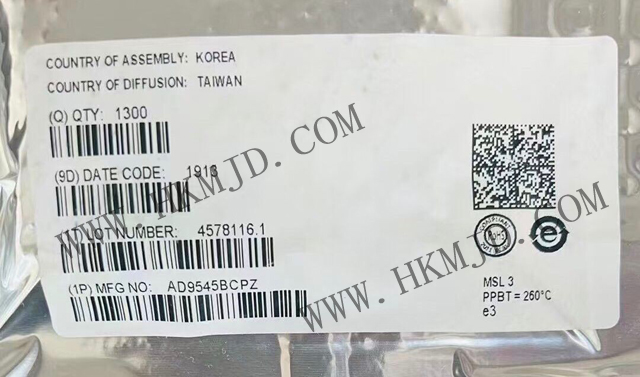 COUNTRY OF ASSEMBLY: KOREA
COUNTRY OF DIFFUSION: TAIWAN
(Q) QTY: 1300
(9D) DATE CODE: 1913
LOT NUMBER: 4578116.1
(1P) MFG NO: AD9545BCPZ
MSL 3
PPBT = 260°C
e3
e
WWW.HKMJD.COM
WWW.HKMJD.COM